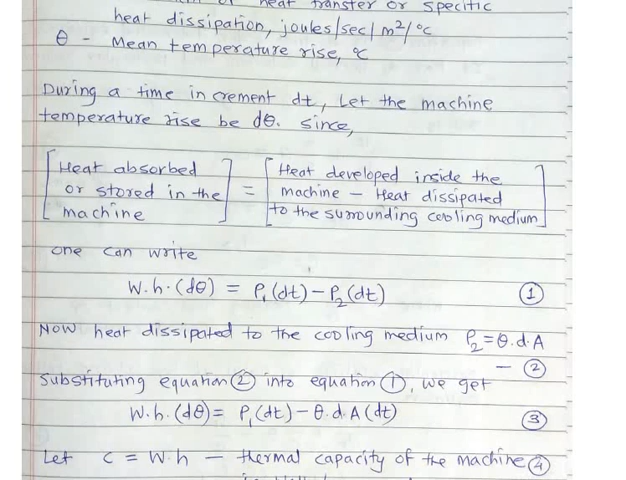 heat transfer or specific
heat dissipation, joules/sec/m²/°c
θ - Mean temperature rise, °c
During a time increment dt, Let the machine
temperature rise be dθ. since,
[Heat absorbed or stored in the machine] = [Heat developed inside the machine – Heat dissipated to the surrounding cooling medium]
one can write
W.h.(dθ) = P₁(dt) – P₂(dt) ①
Now heat dissipated to the cooling medium P₂ = θ.d.A
— ②
Substituting equation ② into equation ①, we get
W.h.(dθ) = P₁(dt) – θ.d.A(dt) ③
Let C = W.h – thermal capacity of the machine ④